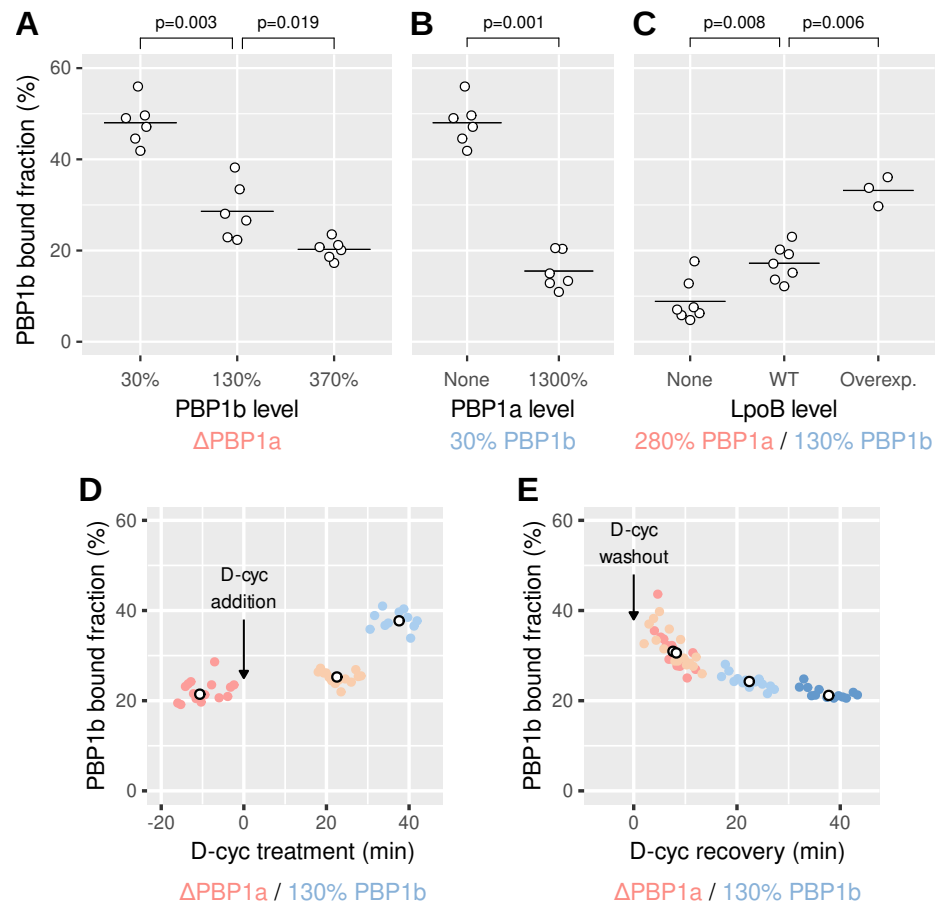 A
p=0.003
p=0.019
PBP1b bound fraction (%)
60
40
20
0
30%
130%
370%
PBP1b level
ΔPBP1a
B
p=0.001
None
1300%
PBP1a level
30% PBP1b
C
p=0.008
p=0.006
None
WT
Overexp.
LpoB level
280% PBP1a / 130% PBP1b
D
PBP1b bound fraction (%)
60
40
20
0
D-cyc
addition
-20
0
20
40
D-cyc treatment (min)
ΔPBP1a / 130% PBP1b
E
PBP1b bound fraction (%)
60
40
20
0
D-cyc
washout
0
20
40
D-cyc recovery (min)
ΔPBP1a / 130% PBP1b